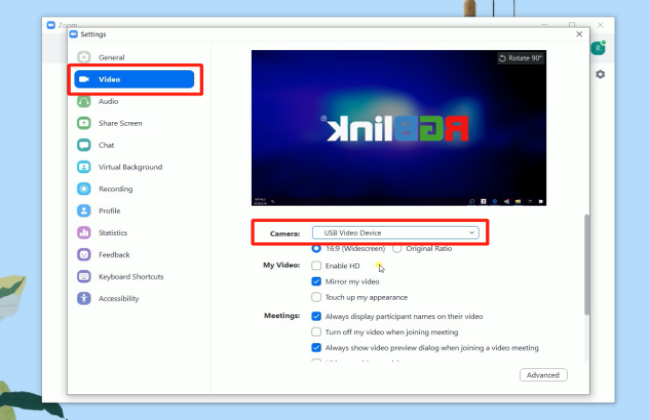 Zoom
Settings
General
Video
Audio
Share Screen
Chat
Virtual Background
Recording
Profile
Statistics
Feedback
Keyboard Shortcuts
Accessibility
R
Rotate 90°
RGBlink®
Camera: USB Video Device
16:9 (Widescreen) Original Ratio
My Video: Enable HD
Mirror my video
Touch up my appearance
Meetings: Always display participant names on their video
Turn off my video when joining meeting
Always show video preview dialog when joining a video meeting
Advanced